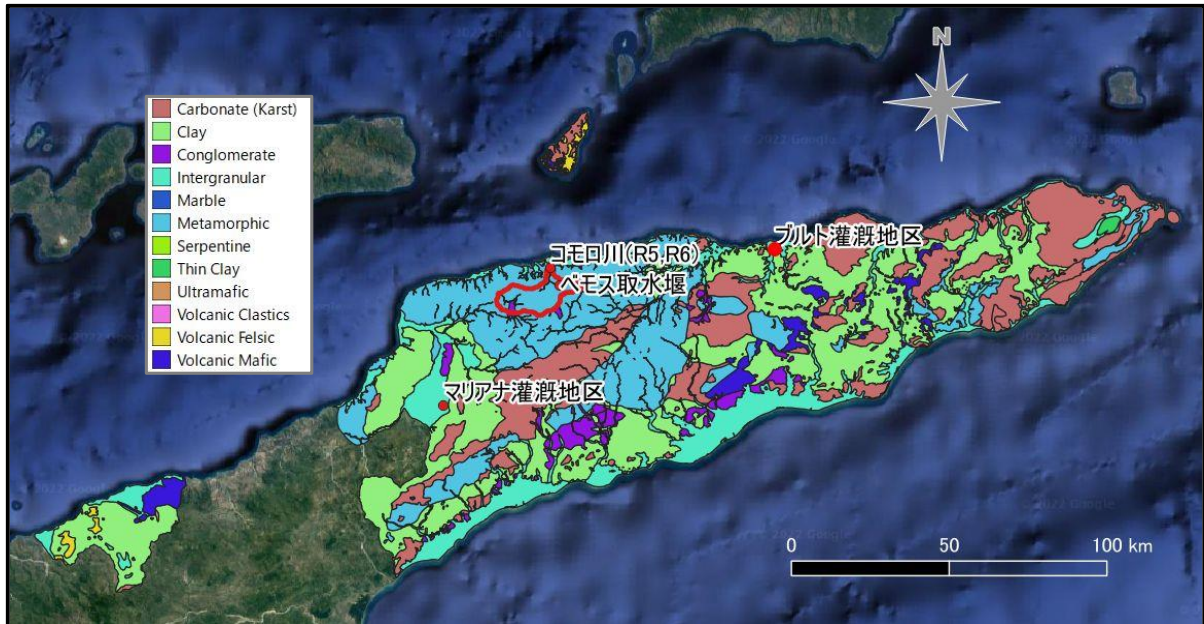 N
Carbonate (Karst)
Clay
Conglomerate
Intergranular
Marble
Metamorphic
Serpentine
Thin Clay
Ultramafic
Volcanic Clastics
Volcanic Felsic
Volcanic Mafic
ブルト灌漑地区
コモロ川(R5,R6)
ベモス取水堰
マリアナ灌漑地区
0 50 100 km